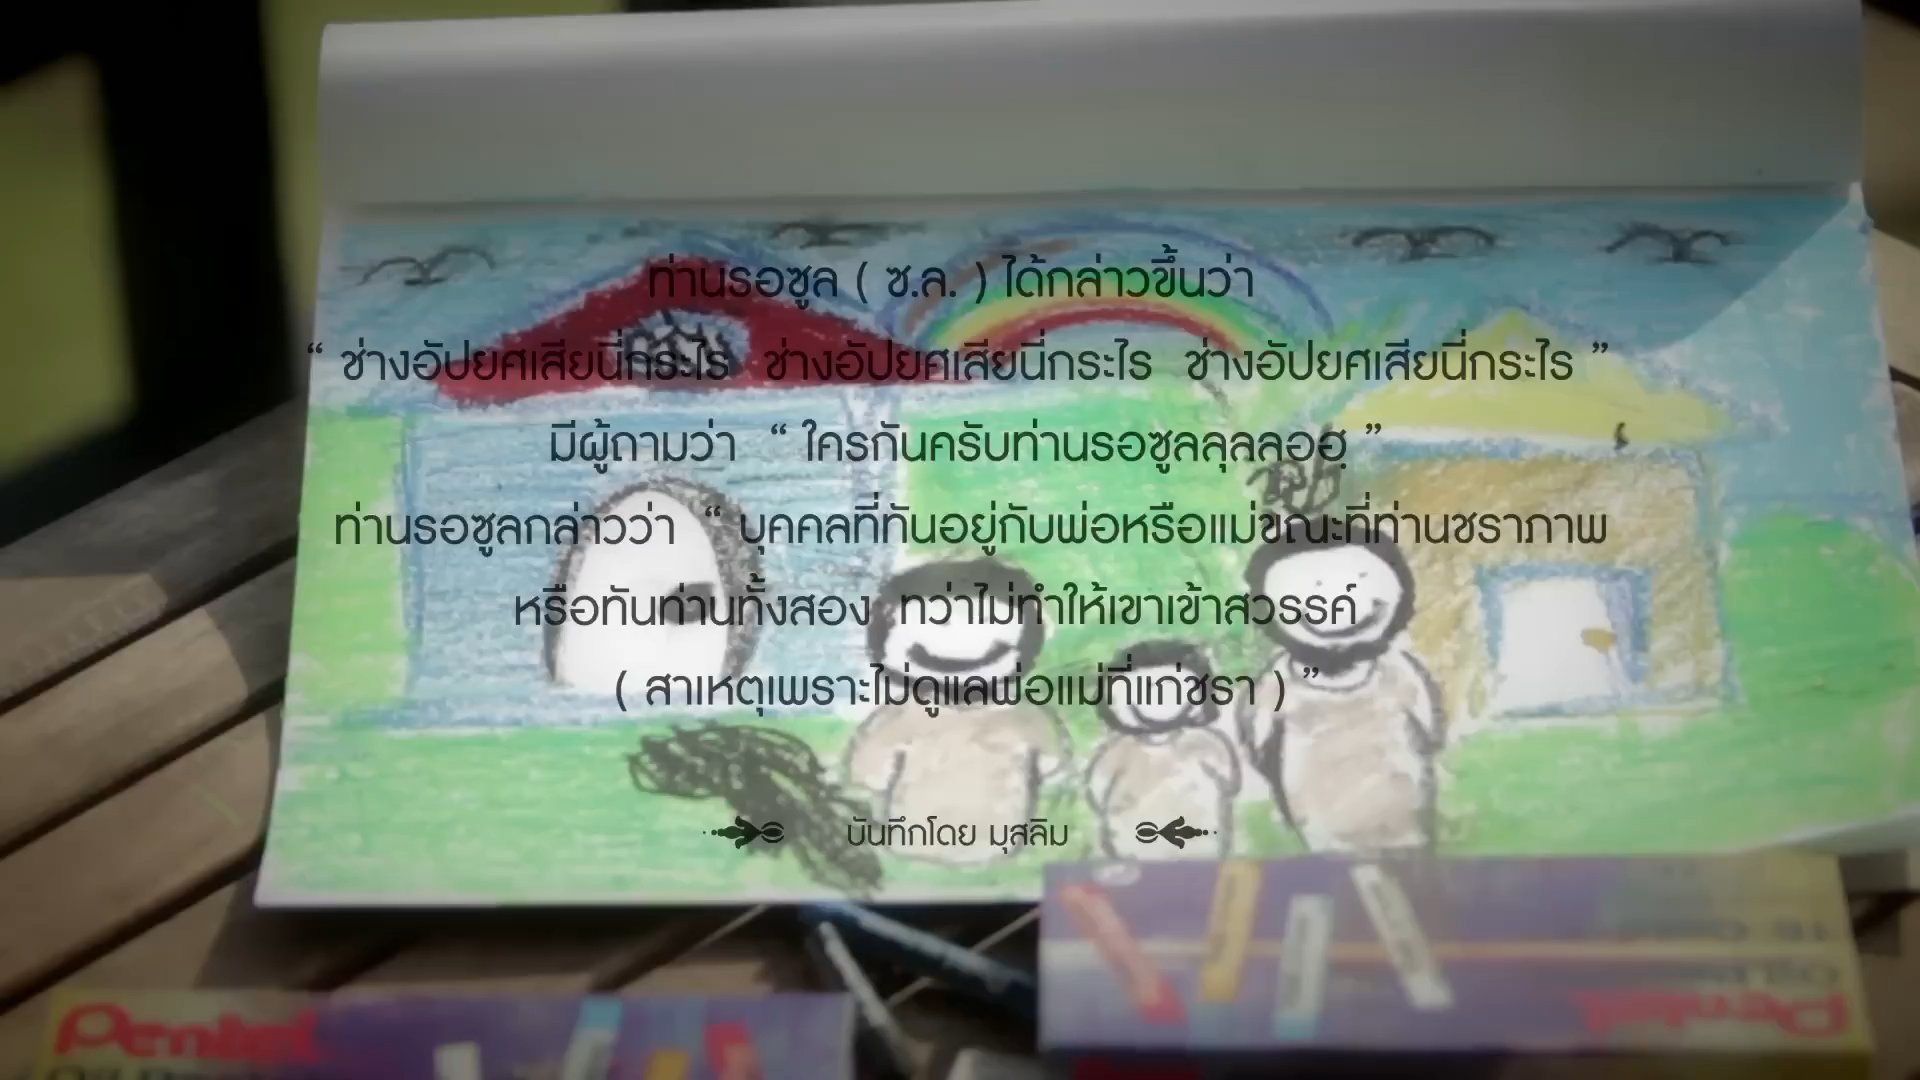 ท่านรอซูล ( ซ.ล. ) ได้กล่าวขึ้นว่า
“ ช่างอัปยศเสียนี่กระไร ช่างอัปยศเสียนี่กระไร ช่างอัปยศเสียนี่กระไร ”
มีผู้ถามว่า “ ใครกันครับท่านรอซูลลุลลอฮฺ ”
ท่านรอซูลกล่าวว่า “ บุคคลที่ทันอยู่กับพ่อหรือแม่ขณะที่ท่านชราภาพ
หรือทันท่านทั้งสอง ทว่าไม่ทำให้เขาเข้าสวรรค์
( สาเหตุเพราะไม่ดูแลพ่อแม่ที่แก่ชรา ) ”
บันทึกโดย มุสลิม
Pentel
Pentel